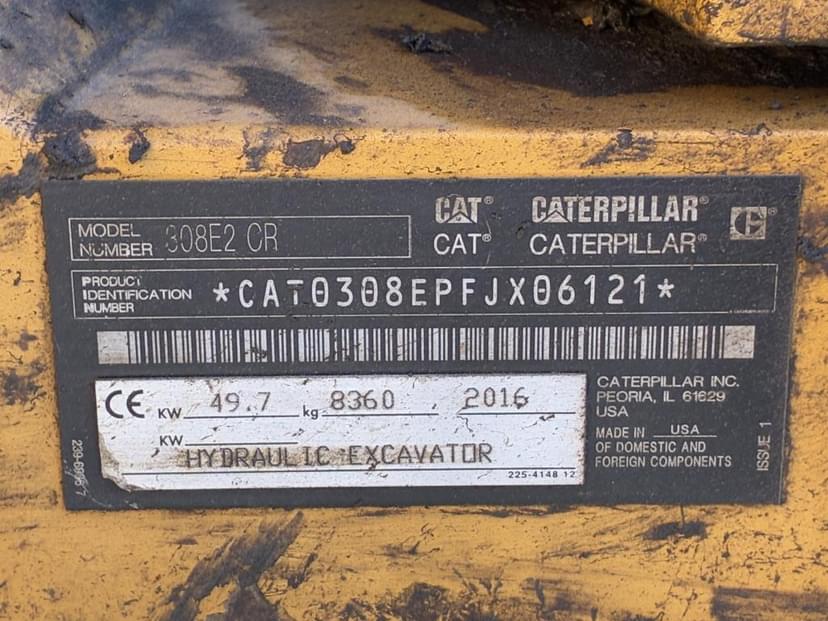 CAT® CATERPILLAR®
MODEL NUMBER 308E2 CR
CAT® CATERPILLAR®
PRODUCT IDENTIFICATION NUMBER *CAT0308EPFJX06121*
CE KW 49.7 kg 8360 2016
KW
HYDRAULIC EXCAVATOR
225-4148 12
CATERPILLAR INC.
PEORIA, IL 61629
USA
MADE IN USA
OF DOMESTIC AND
FOREIGN COMPONENTS
ISSUE 1